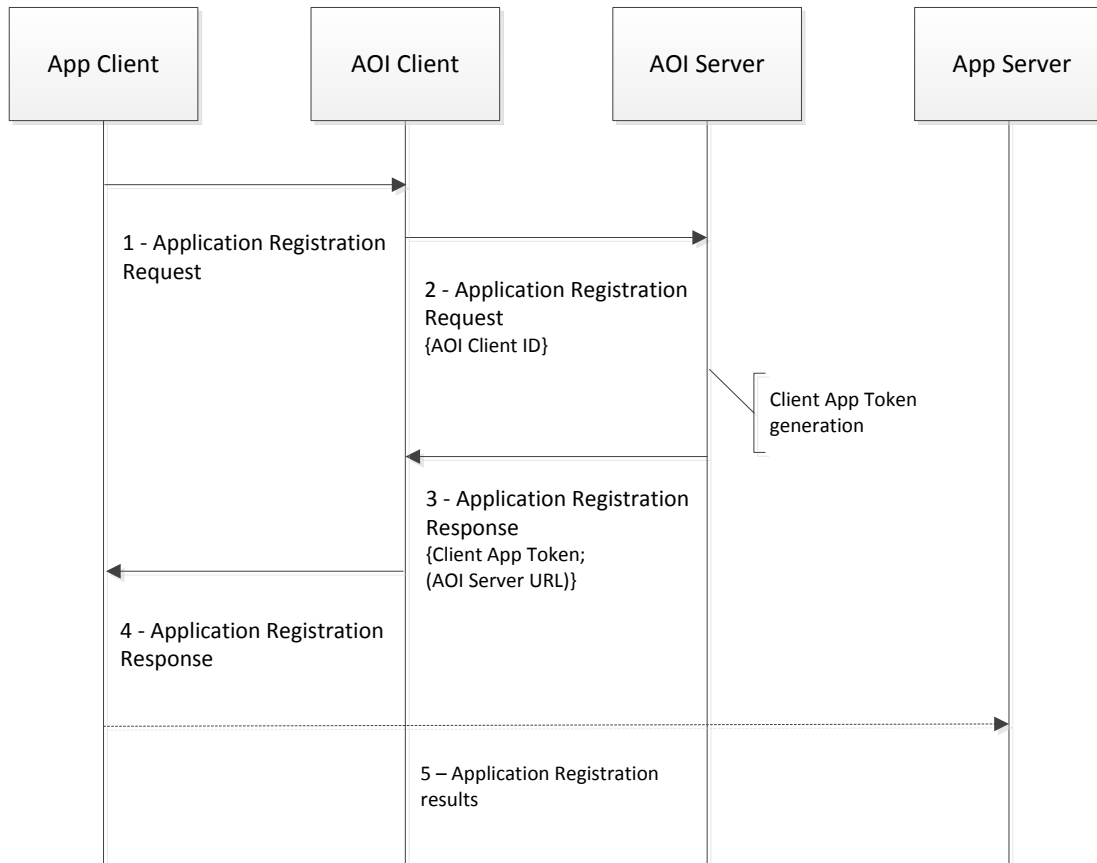 App Client
AOI Client
AOI Server
App Server
1 - Application Registration
Request
2 - Application Registration
Request
{AOI Client ID}
Client App Token
generation
3 - Application Registration
Response
{Client App Token;
(AOI Server URL)}
4 - Application Registration
Response
5 – Application Registration
results